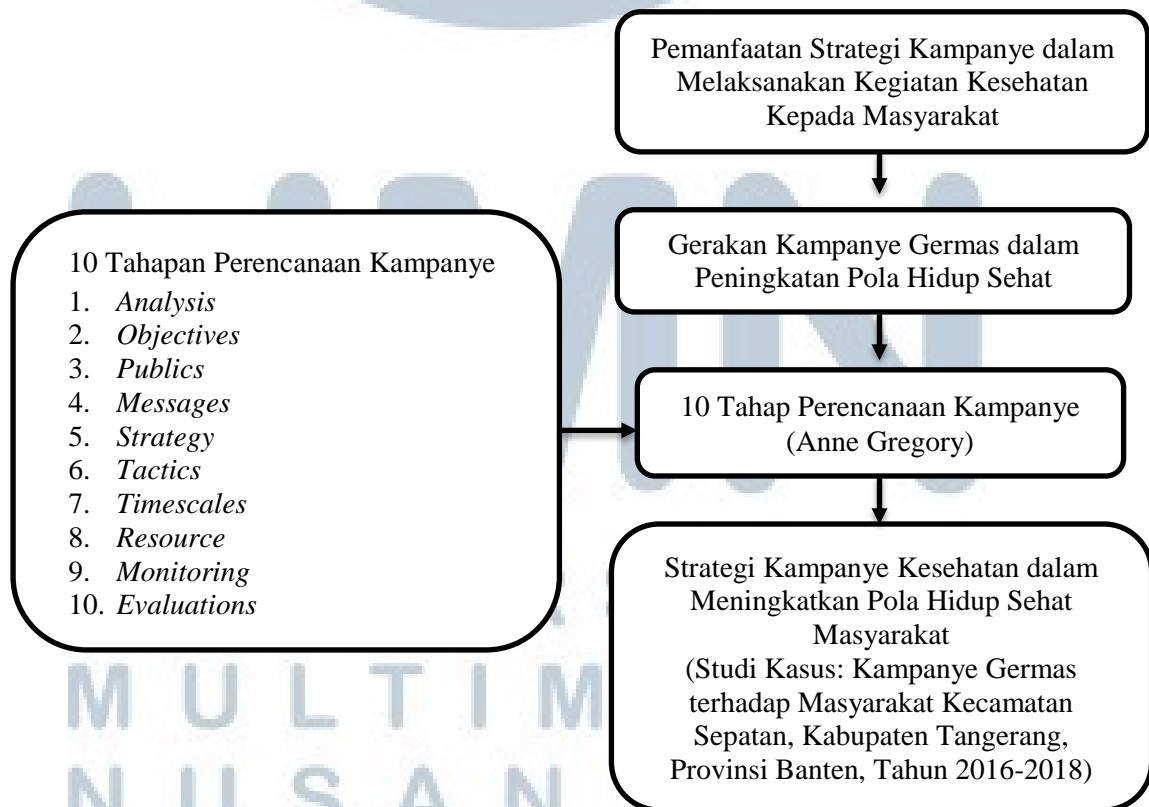 Pemanfaatan Strategi Kampanye dalam
Melaksanakan Kegiatan Kesehatan
Kepada Masyarakat
Gerakan Kampanye Germas dalam
Peningkatan Pola Hidup Sehat
10 Tahapan Perencanaan Kampanye
1. Analysis
2. Objectives
3. Publics
4. Messages
5. Strategy
6. Tactics
7. Timescales
8. Resource
9. Monitoring
10. Evaluations
10 Tahap Perencanaan Kampanye
(Anne Gregory)
Strategi Kampanye Kesehatan dalam
Meningkatkan Pola Hidup Sehat
Masyarakat
(Studi Kasus: Kampanye Germas
terhadap Masyarakat Kecamatan
Sepatan, Kabupaten Tangerang,
Provinsi Banten, Tahun 2016-2018)
M U L T I M
N U S A N